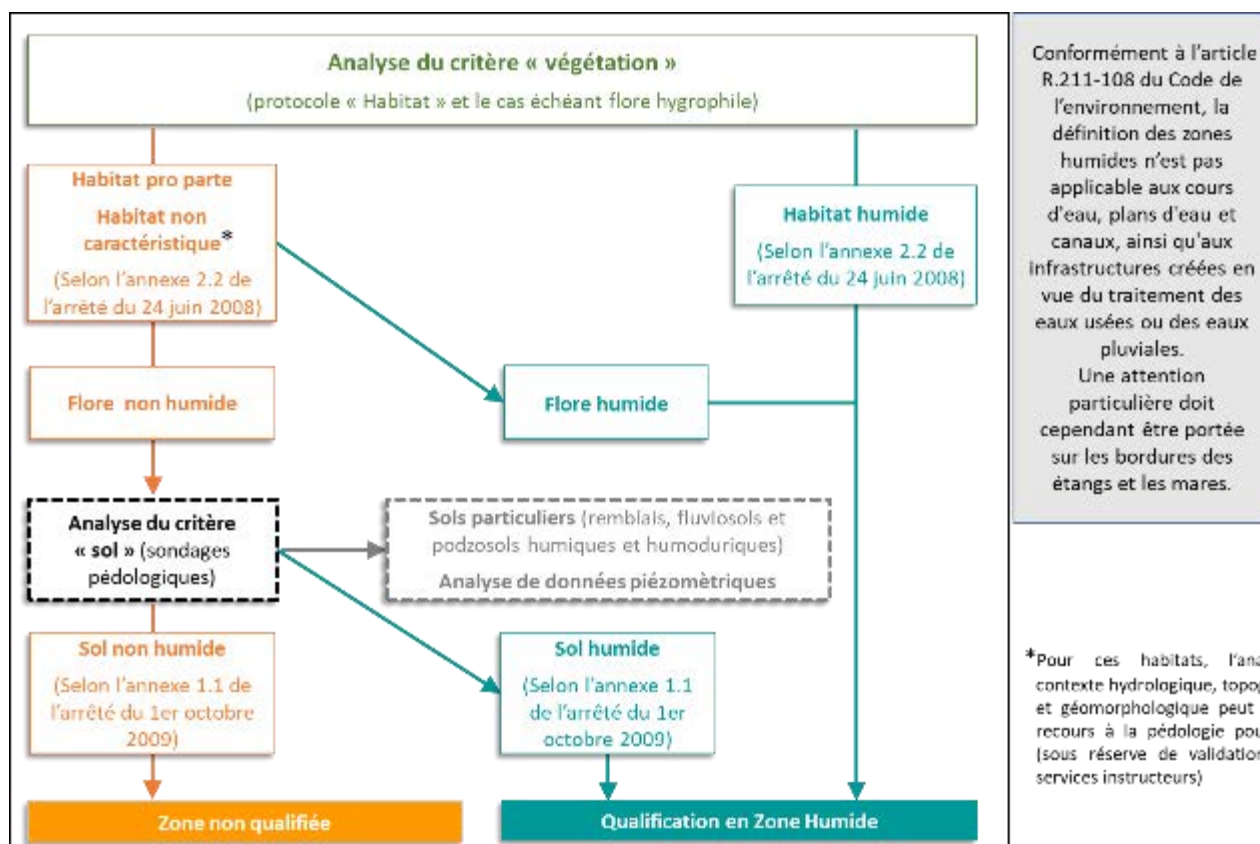 Analyse du critère « végétation »
(protocole « Habitat » et le cas échéant flore hygrophile)
Habitat pro parte
Habitat non
caractéristique*
(Selon l'annexe 2.2 de
l'arrêté du 24 juin 2008)
Habitat humide
(Selon l'annexe 2.2 de
l'arrêté du 24 juin 2008)
Flore non humide
Flore humide
Analyse du critère
« sol » (sondages
pédologiques)
Sols particuliers (remblais, fluviosols et
podzosols humiques et humoduriques)
Analyse de données piézomètriques
Sol non humide
(Selon l'annexe 1.1 de
l'arrêté du 1er octobre
2009)
Sol humide
(Selon l'annexe 1.1
de l'arrêté du 1er
octobre 2009)
Zone non qualifiée
Qualification en Zone Humide
Conformément à l'article
R.211-108 du Code de
l'environnement, la
définition des zones
humides n'est pas
applicable aux cours
d'eau, plans d'eau et
canaux, ainsi qu'aux
infrastructures créées en
vue du traitement des
eaux usées ou des eaux
pluviales.
Une attention
particulière doit
cependant être portée
sur les bordures des
étangs et les mares.
*Pour ces habitats,
contexte hydrologique,
et géomorphologique peut
recours à la pédologie
(sous réserve de
services instructeurs)